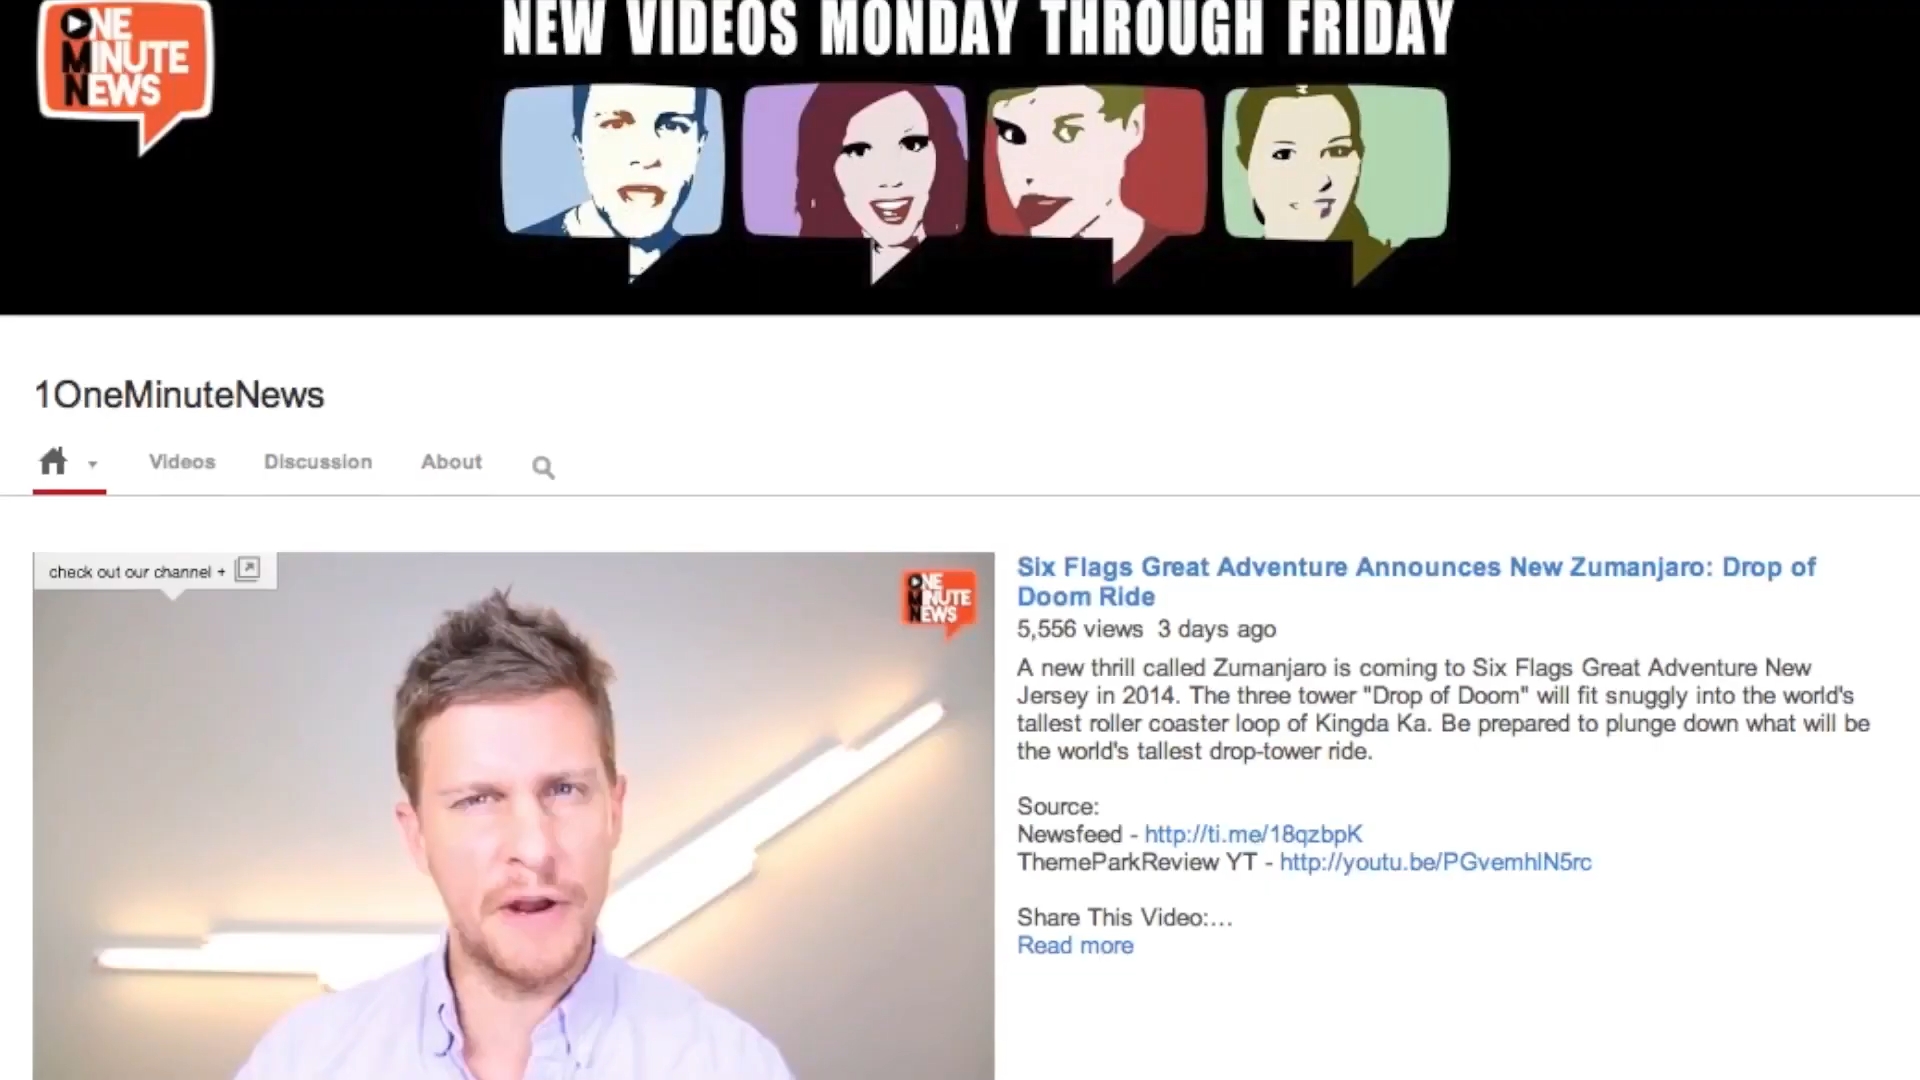 ONE
MINUTE
NEWS
NEW VIDEOS MONDAY THROUGH FRIDAY
1OneMinuteNews
Videos Discussion About
check out our channel +
ONE
MINUTE
NEWS
Six Flags Great Adventure Announces New Zumanjaro: Drop of
Doom Ride
5,556 views 3 days ago
A new thrill called Zumanjaro is coming to Six Flags Great Adventure New
Jersey in 2014. The three tower "Drop of Doom" will fit snuggly into the world's
tallest roller coaster loop of Kingda Ka. Be prepared to plunge down what will be
the world's tallest drop-tower ride.
Source:
Newsfeed - http://ti.me/18qzbpK
ThemeParkReview YT - http://youtu.be/PGvemhlN5rc
Share This Video:...
Read more